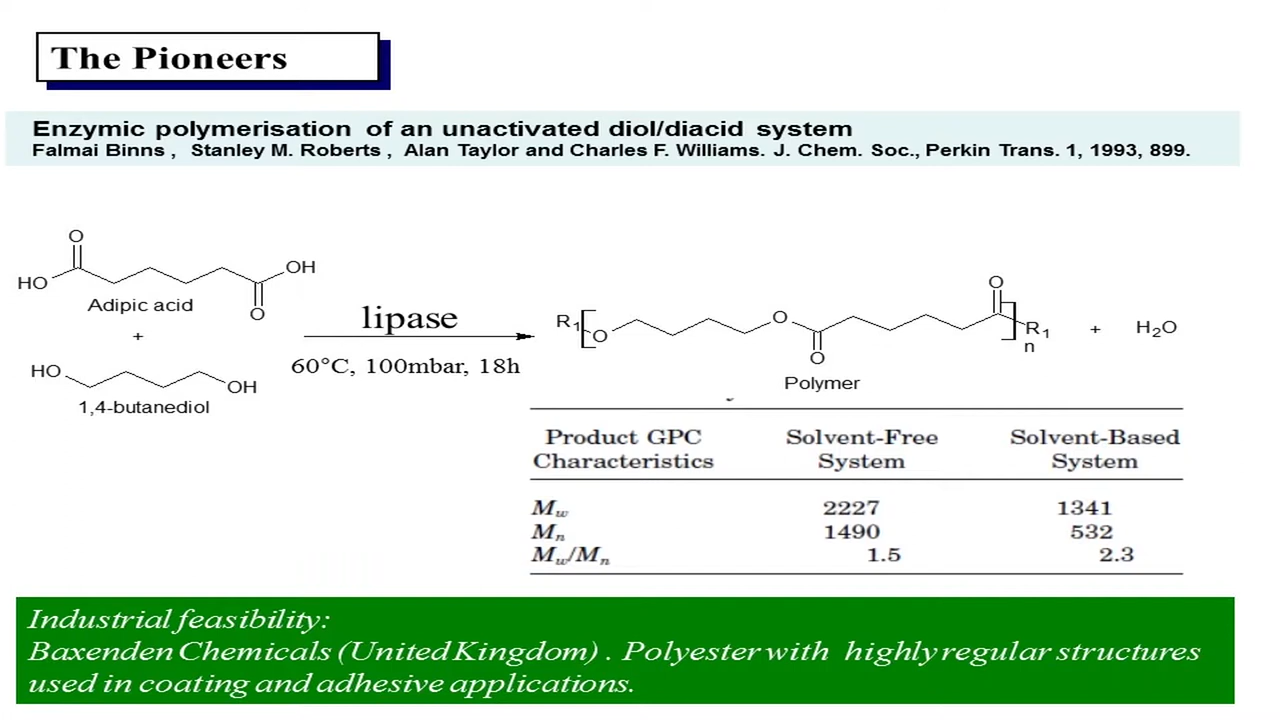 The Pioneers
Enzymic polymerisation of an unactivated diol/diacid system
Falmai Binns , Stanley M. Roberts , Alan Taylor and Charles F. Williams. J. Chem. Soc., Perkin Trans. 1, 1993, 899.
O
HO
OH
O
Adipic acid
+
HO
OH
1,4-butanediol
lipase
60°C, 100mbar, 18h
R1
O
O
O
O
R1
n
+ H2O
Polymer
Product GPC Characteristics
Solvent-Free System
Solvent-Based System
Mw 2227 1341
Mn 1490 532
Mw/Mn 1.5 2.3
Industrial feasibility:
Baxenden Chemicals (United Kingdom) . Polyester with highly regular structures
used in coating and adhesive applications.